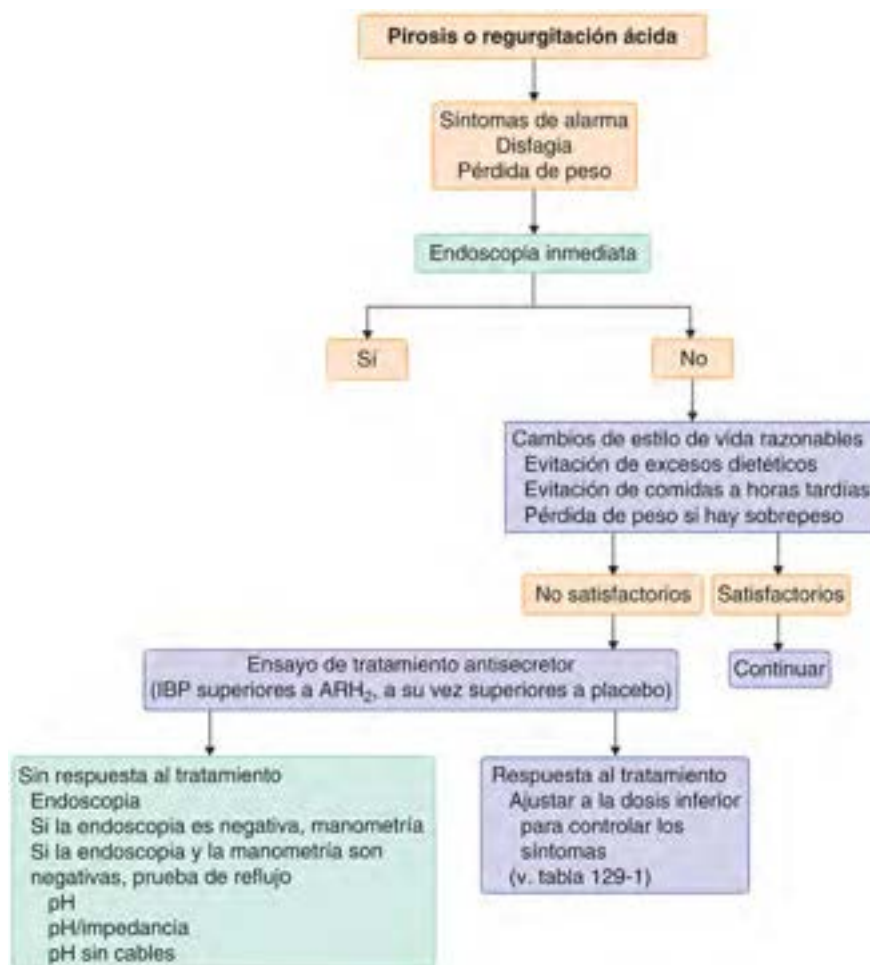 Pirosis o regurgitación ácida
Síntomas de alarma
Disfagia
Pérdida de peso
Endoscopia inmediata
Sí
No
Cambios de estilo de vida razonables
Evitación de excesos dietéticos
Evitación de comidas a horas tardías
Pérdida de peso si hay sobrepeso
No satisfactorios
Satisfactorios
Continuar
Ensayo de tratamiento antisecretor
(IBP superiores a ARH₂, a su vez superiores a placebo)
Sin respuesta al tratamiento
Endoscopia
Si la endoscopia es negativa, manometría
Si la endoscopia y la manometría son
negativas, prueba de reflujo
pH
pH/impedancia
pH sin cables
Respuesta al tratamiento
Ajustar a la dosis inferior
para controlar los
síntomas
(v. tabla 129-1)